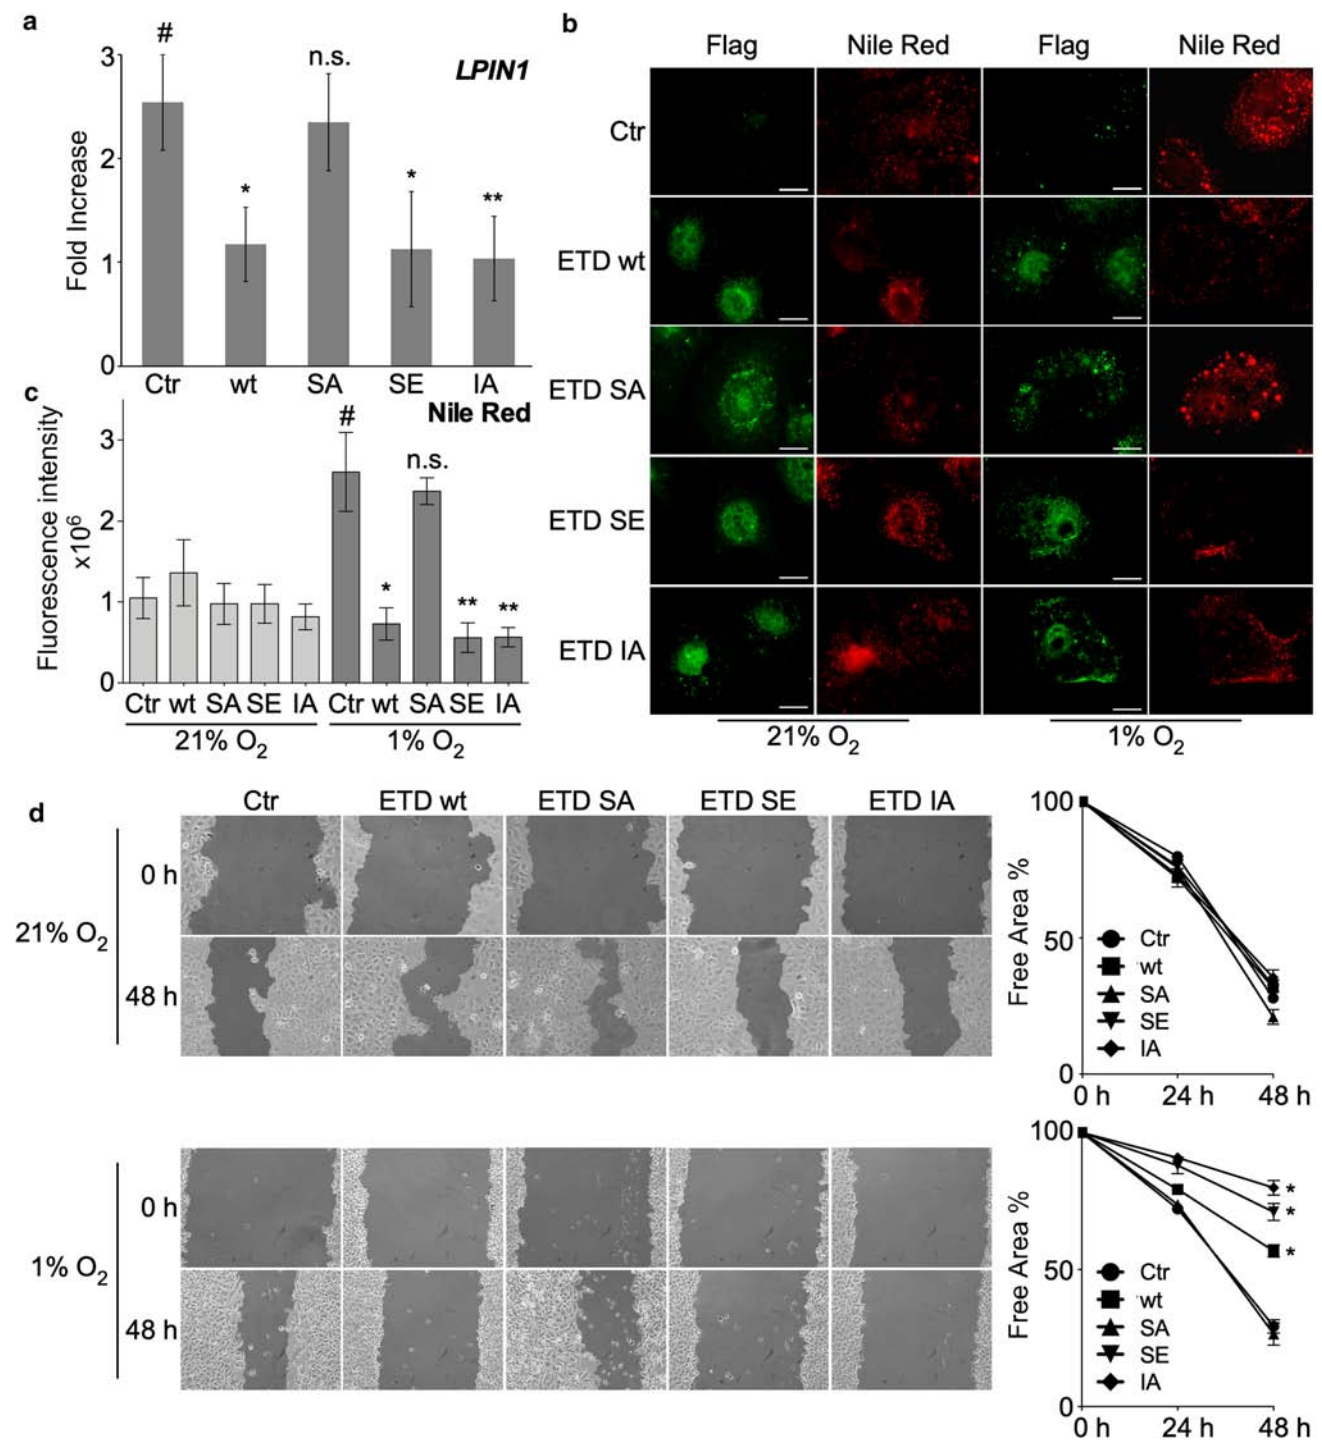 a
#
n.s.
LPIN1
*
*
**
Fold Increase
3
2
1
0
Ctr wt SA SE IA
b
Flag Nile Red Flag Nile Red
Ctr
ETD wt
ETD SA
ETD SE
ETD IA
21% O2 1% O2
c
Nile Red
#
n.s.
*
**
**
Fluorescence intensity
x10^6
3
2
1
0
Ctr wt SA SE IA Ctr wt SA SE IA
21% O2 1% O2
d
Ctr ETD wt ETD SA ETD SE ETD IA
21% O2
0 h
48 h
Free Area %
100
50
0
Ctr
wt
SA
SE
IA
0 h 24 h 48 h
1% O2
0 h
48 h
Free Area %
100
50
0
*
*
*
Ctr
wt
SA
SE
IA
0 h 24 h 48 h